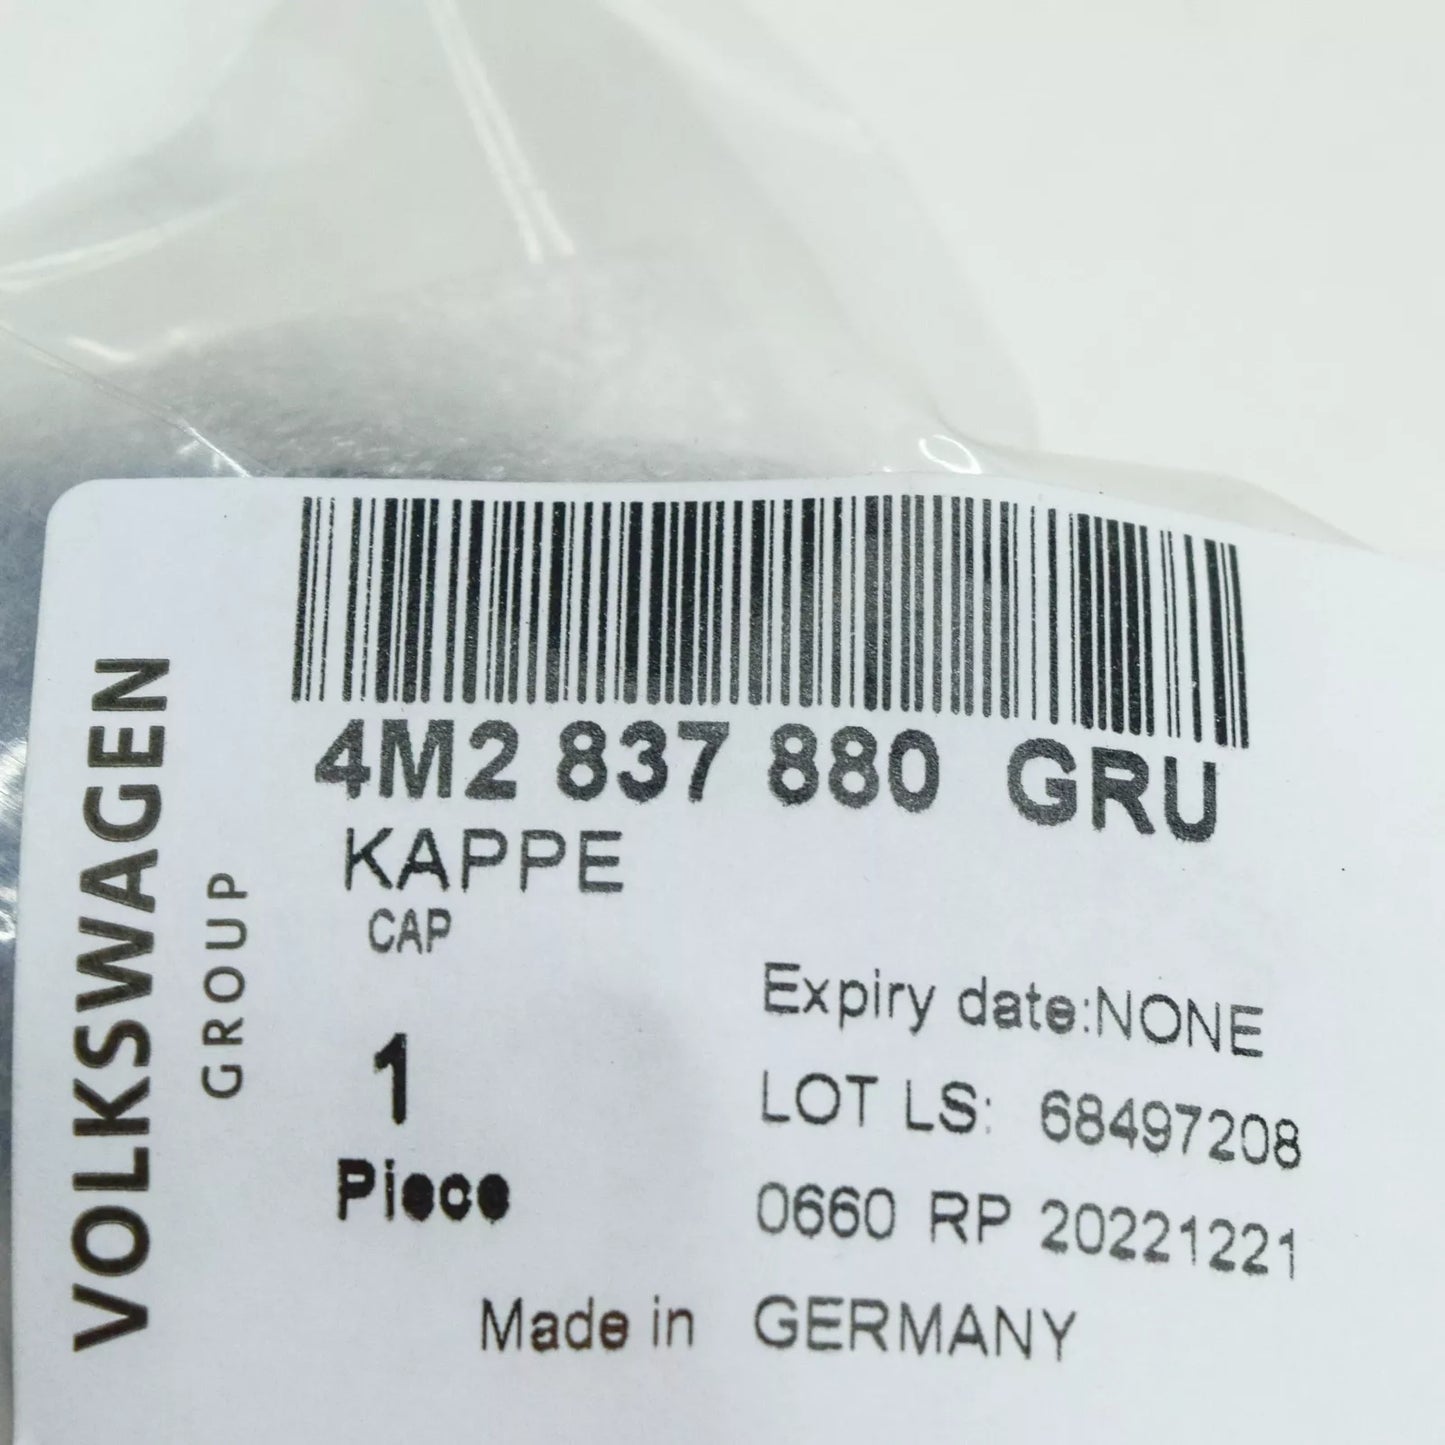 VOLKSWAGEN
GROUP
4M2 837 880 GRU
KAPPE
CAP
1
Piece
Expiry date:NONE
LOT LS: 68497208
0660 RP 20221221
Made in GERMANY